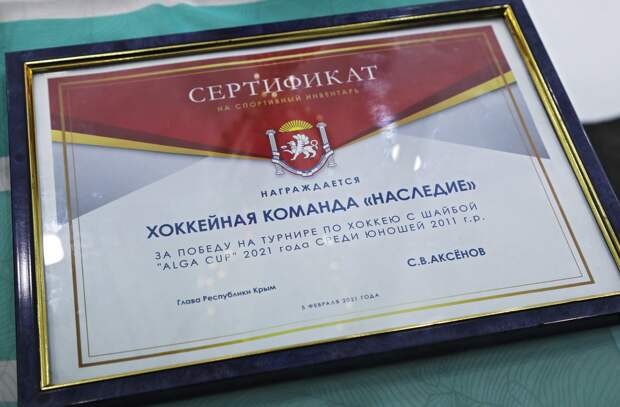 СЕРТИФИКАТ
НА СПОРТИВНЫЙ ИНВЕНТАРЬ
НАГРАЖДАЕТСЯ
ХОККЕЙНАЯ КОМАНДА «НАСЛЕДИЕ»
ЗА ПОБЕДУ НА ТУРНИРЕ ПО ХОККЕЮ С ШАЙБОЙ
"ALGA CUP" 2021 года СРЕДИ ЮНОШЕЙ 2011 г.р.
Глава Республики Крым С.В.АКСЁНОВ
5 ФЕВРАЛЯ 2021 ГОДА